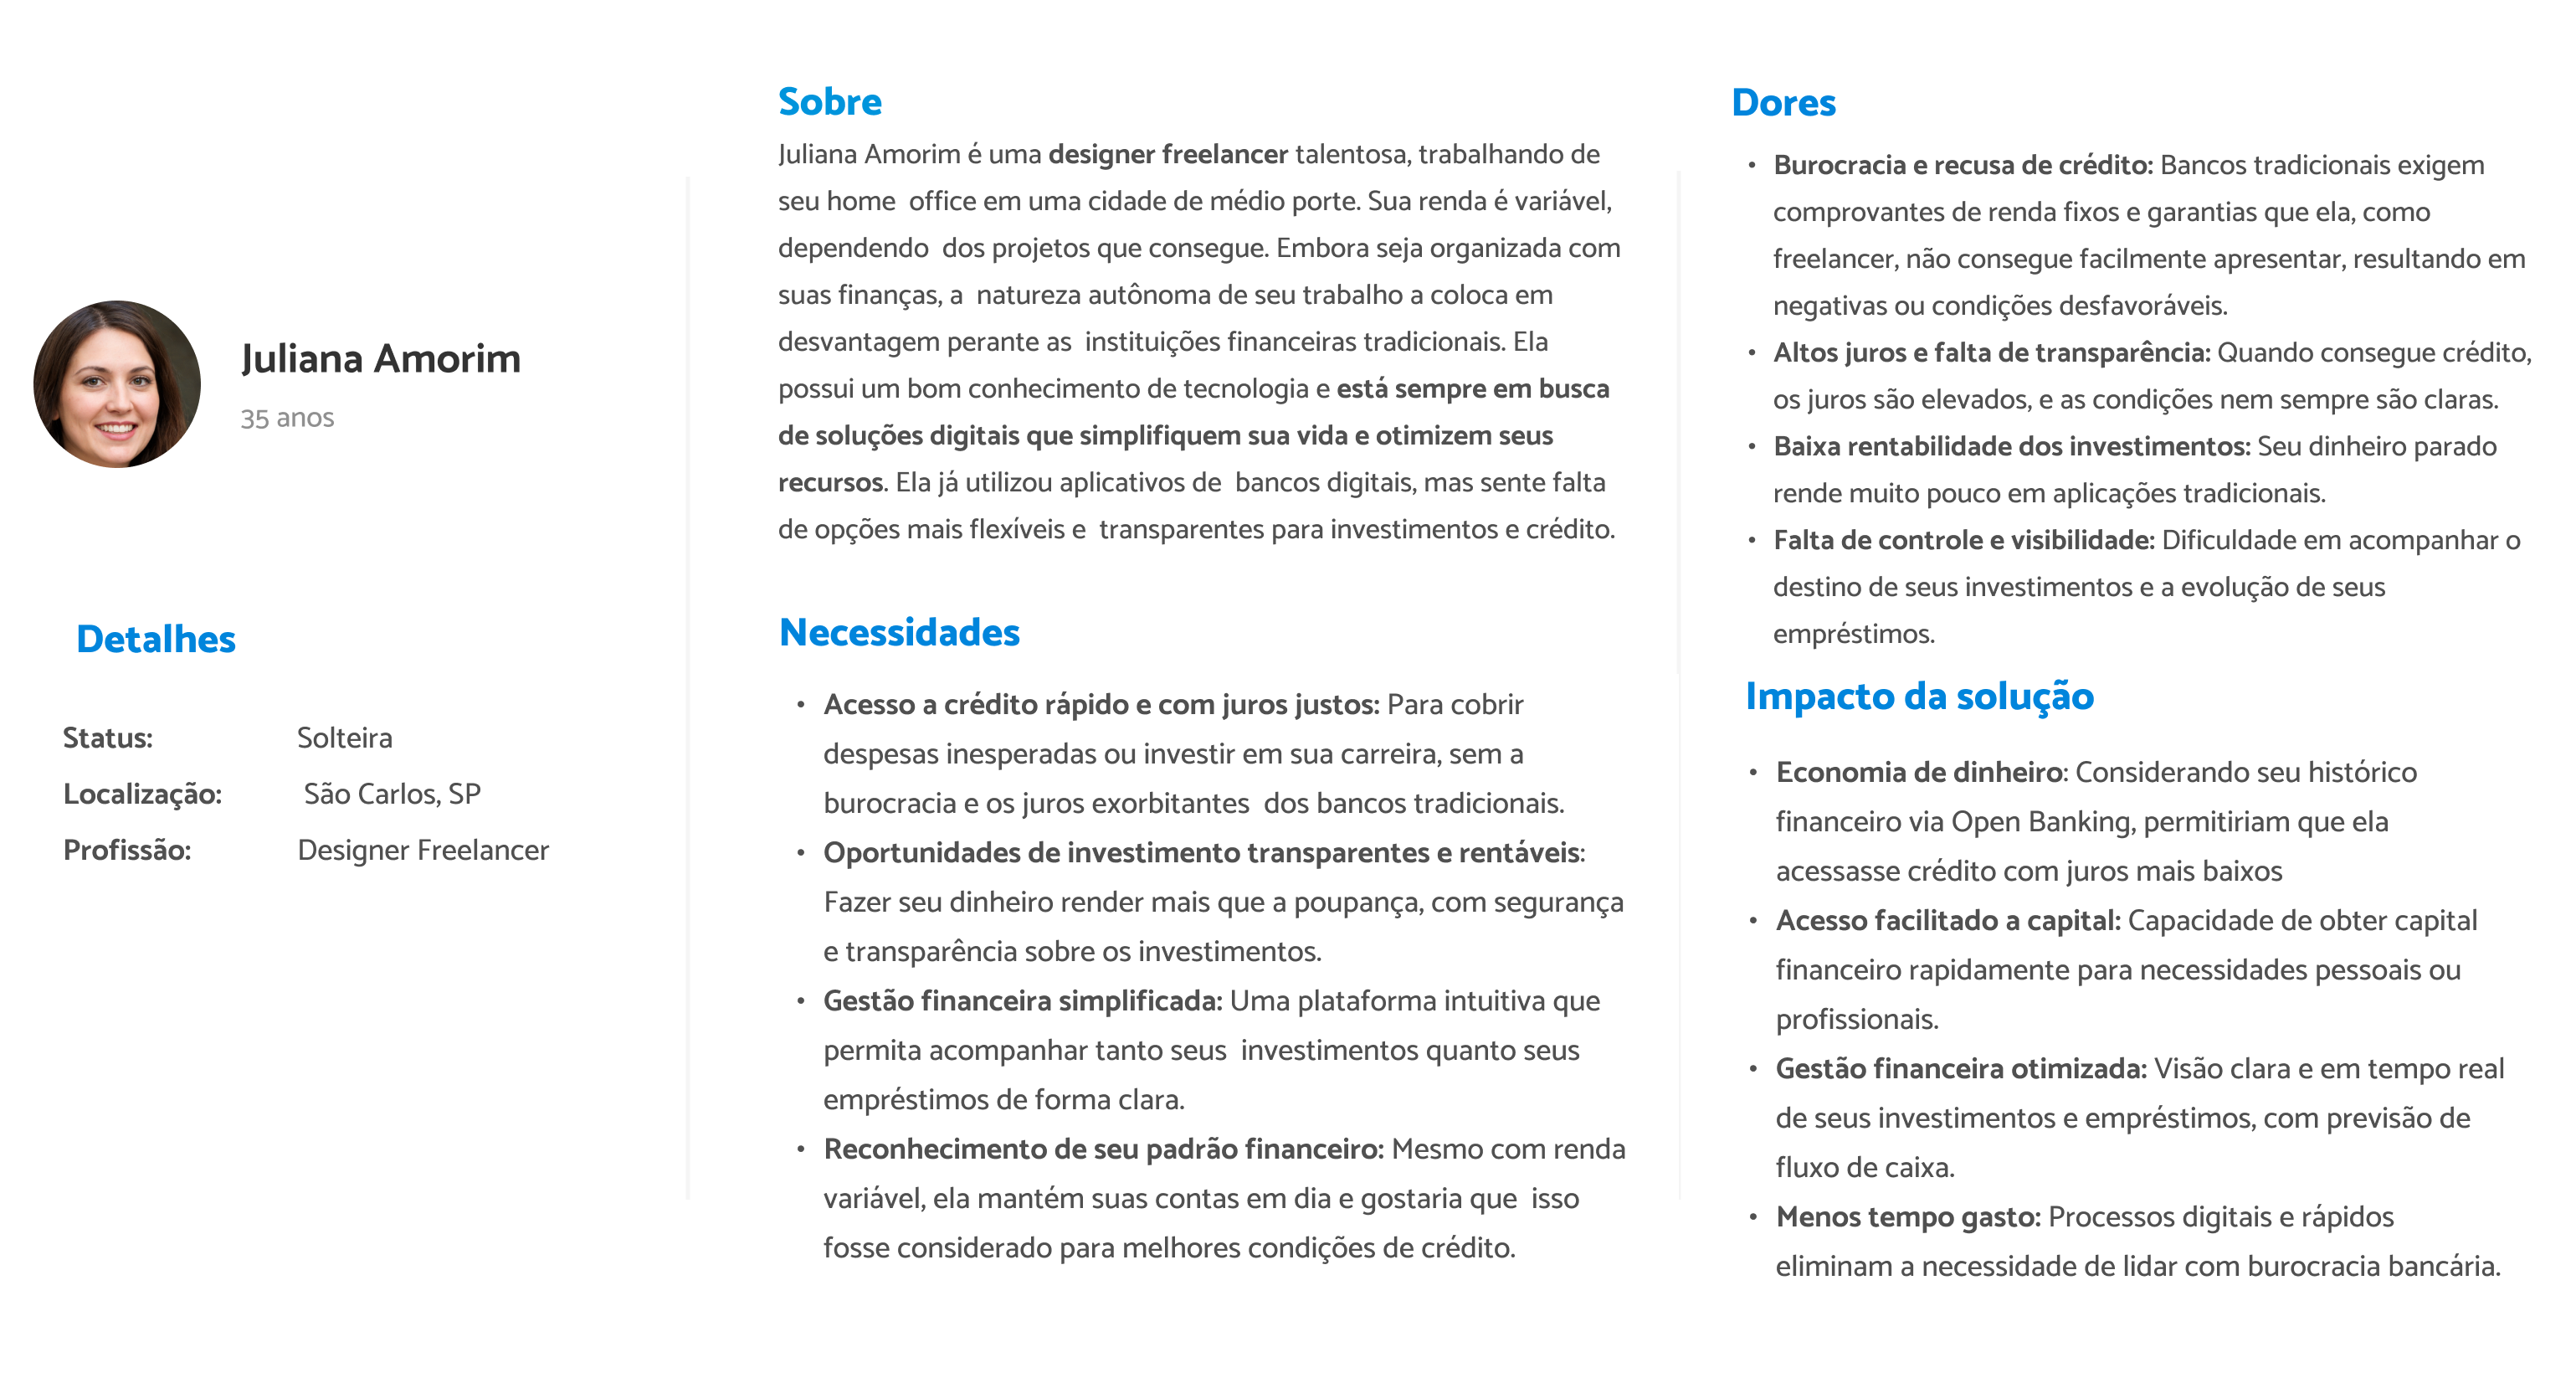 Juliana Amorim
35 anos
Detalhes
Status: Solteira
Localização: São Carlos, SP
Profissão: Designer Freelancer
Sobre
Juliana Amorim é uma designer freelancer talentosa, trabalhando de
seu home office em uma cidade de médio porte. Sua renda é variável,
dependendo dos projetos que consegue. Embora seja organizada com
suas finanças, a natureza autônoma de seu trabalho a coloca em
desvantagem perante as instituições financeiras tradicionais. Ela
possui um bom conhecimento de tecnologia e está sempre em busca
de soluções digitais que simplifiquem sua vida e otimizem seus
recursos. Ela já utilizou aplicativos de bancos digitais, mas sente falta
de opções mais flexíveis e transparentes para investimentos e crédito.
Necessidades
• Acesso a crédito rápido e com juros justos: Para cobrir
despesas inesperadas ou investir em sua carreira, sem a
burocracia e os juros exorbitantes dos bancos tradicionais.
• Oportunidades de investimento transparentes e rentáveis:
Fazer seu dinheiro render mais que a poupança, com segurança
e transparência sobre os investimentos.
• Gestão financeira simplificada: Uma plataforma intuitiva que
permita acompanhar tanto seus investimentos quanto seus
empréstimos de forma clara.
• Reconhecimento de seu padrão financeiro: Mesmo com renda
variável, ela mantém suas contas em dia e gostaria que isso
fosse considerado para melhores condições de crédito.
Dores
• Burocracia e recusa de crédito: Bancos tradicionais exigem
comprovantes de renda fixos e garantias que ela, como
freelancer, não consegue facilmente apresentar, resultando em
negativas ou condições desfavoráveis.
• Altos juros e falta de transparência: Quando consegue crédito,
os juros são elevados, e as condições nem sempre são claras.
• Baixa rentabilidade dos investimentos: Seu dinheiro parado
rende muito pouco em aplicações tradicionais.
• Falta de controle e visibilidade: Dificuldade em acompanhar o
destino de seus investimentos e a evolução de seus
empréstimos.
Impacto da solução
• Economia de dinheiro: Considerando seu histórico
financeiro via Open Banking, permitiriam que ela
acessasse crédito com juros mais baixos
• Acesso facilitado a capital: Capacidade de obter capital
financeiro rapidamente para necessidades pessoais ou
profissionais.
• Gestão financeira otimizada: Visão clara e em tempo real
de seus investimentos e empréstimos, com previsão de
fluxo de caixa.
• Menos tempo gasto: Processos digitais e rápidos
eliminam a necessidade de lidar com burocracia bancária.